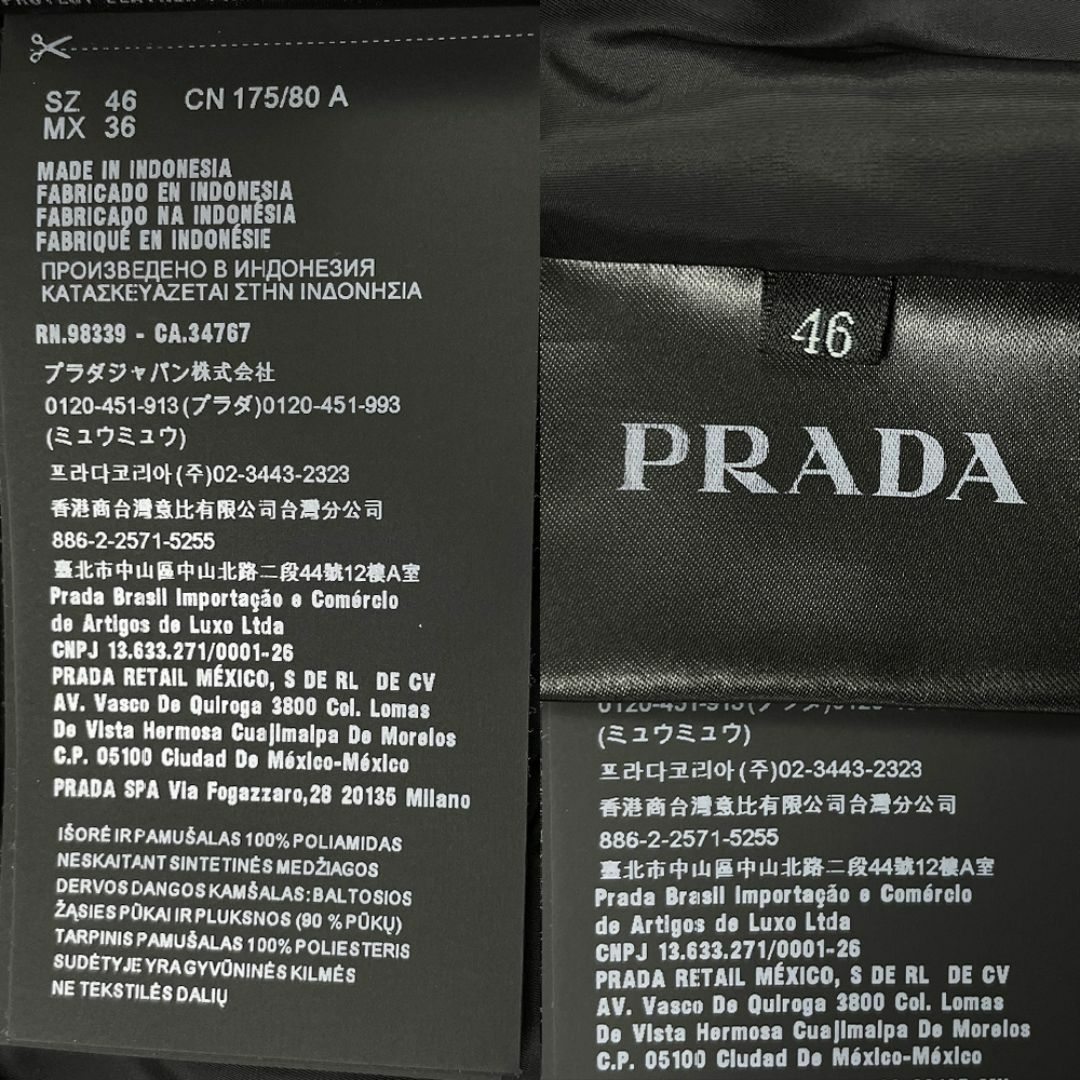 SZ 46 CN 175/80 A
MX 36
MADE IN INDONESIA
FABRICADO EN INDONESIA
FABRICADO NA INDONÉSIA
FABRIQUÉ EN INDONÉSIE
ПРОИЗВЕДЕНО В ИНДОНЕЗИЯ
ΚΑΤΑΣΚΕΥΑΖΕΤΑΙ ΣΤΗΝ ΙΝΔΟΝΗΣΙΑ
RN.98339 - CA.34767
プラダジャパン株式会社
0120-451-913(プラダ)0120-451-993
(ミュウミュウ)
프라다코리아(주)02-3443-2323
香港商台灣意比有限公司台灣分公司
886-2-2571-5255
臺北市中山區中山北路二段44號12樓A室
Prada Brasil Importação e Comércio
de Artigos de Luxo Ltda
CNPJ 13.633.271/0001-26
PRADA RETAIL MÉXICO, S DE RL DE CV
AV. Vasco De Quiroga 3800 Col. Lomas
De Vista Hermosa Cuajimalpa De Morelos
C.P. 05100 Ciudad De México-México
PRADA SPA Via Fogazzaro,28 20135 Milano
IŠORĖ IR PAMUŠALAS 100% POLIAMIDAS
NESKAITANT SINTETINĖS MEDŽIAGOS
DERVOS DANGOS KAMŠALAS: BALTOSIOS
ŽĄSIES PŪKAI IR PLUKSNOS (90 % PŪKŲ)
TARPINIS PAMUŠALAS 100% POLIESTERIS
SUDĖTYJE YRA GYVŪNINĖS KILMĖS
NE TEKSTILĖS DALIŲ
46
PRADA
(ミュウミュウ)
프라다코리아(주)02-3443-2323
香港商台灣意比有限公司台灣分公司
886-2-2571-5255
臺北市中山區中山北路二段44號12樓A室
Prada Brasil Importação e Comércio
de Artigos de Luxo Ltda
CNPJ 13.633.271/0001-26
PRADA RETAIL MÉXICO, S DE RL DE CV
AV. Vasco De Quiroga 3800 Col. Lomas
De Vista Hermosa Cuajimalpa De Morelos
C.P. 05100 Ciudad De México-México